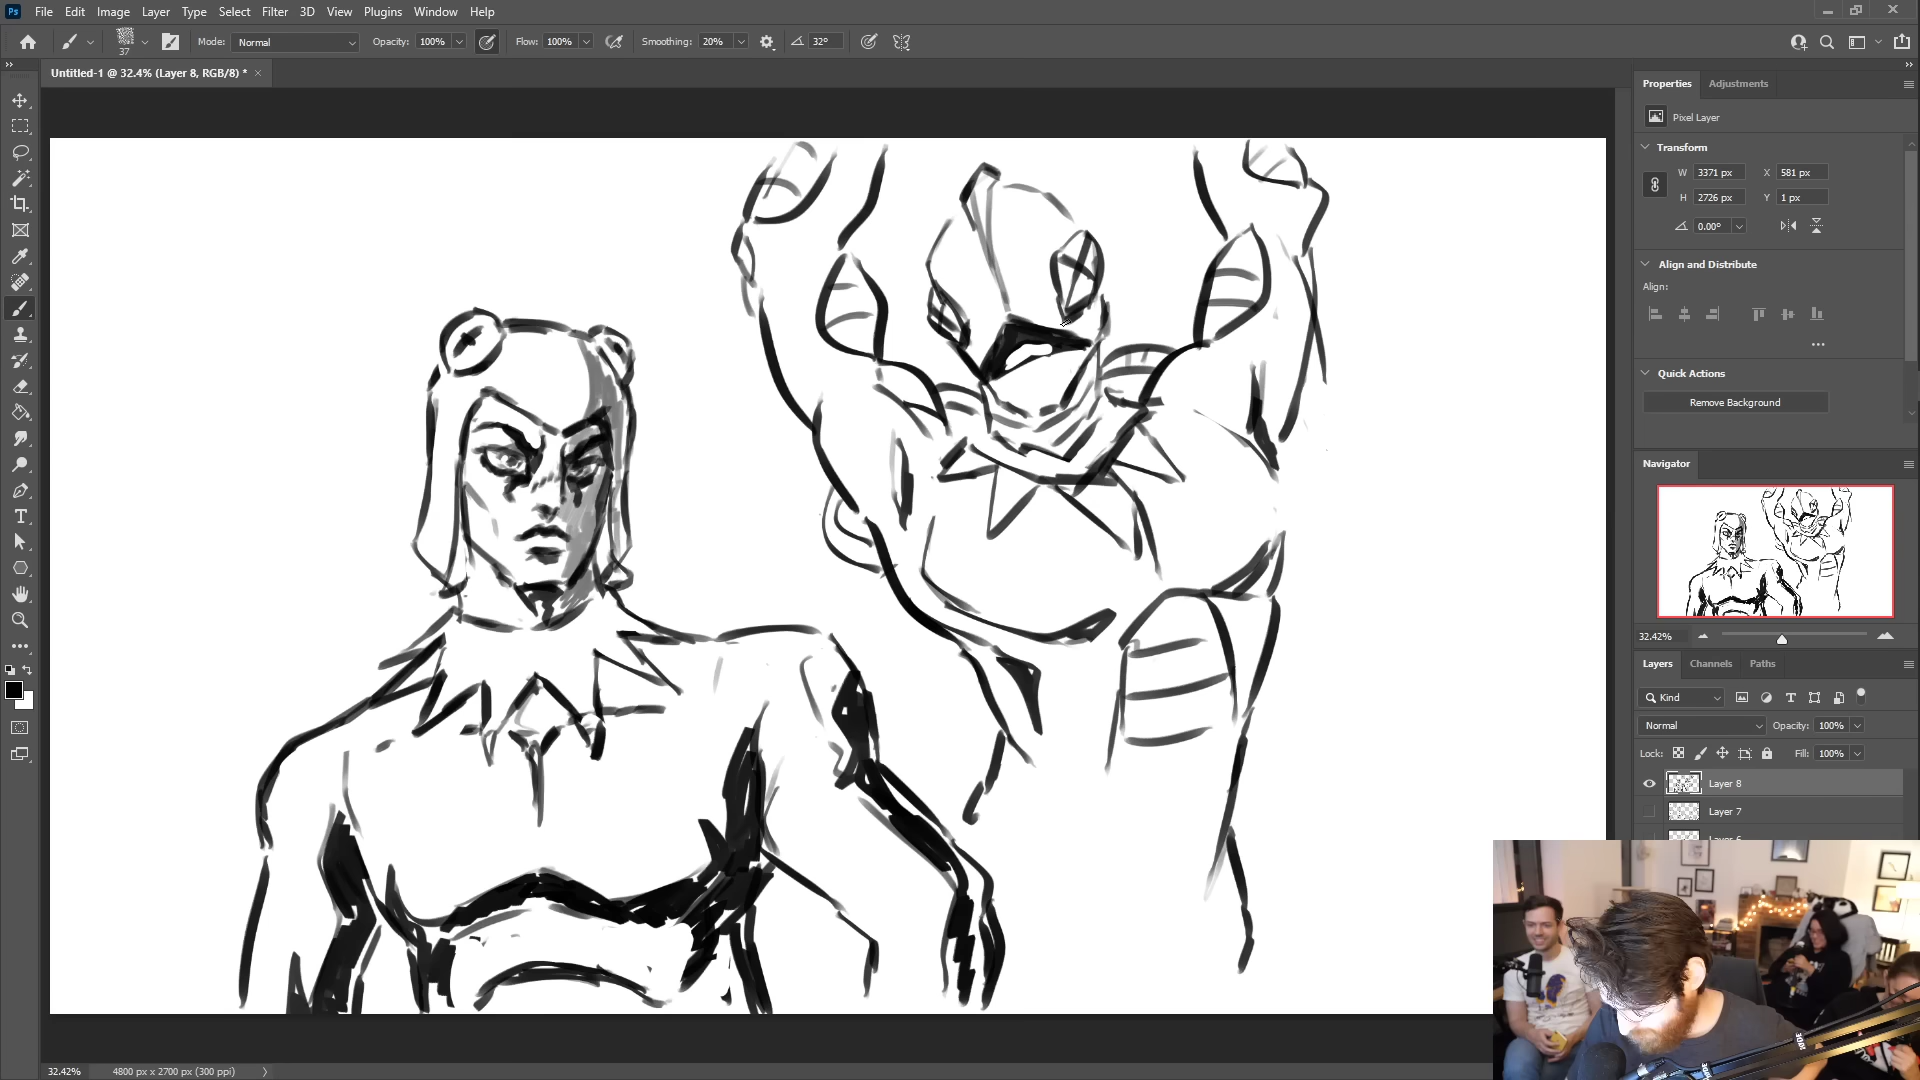 Ps File Edit Image Layer Type Select Filter 3D View Plugins Window Help
37 Mode: Normal Opacity: 100% Flow: 100% Smoothing: 20% 32°
Untitled-1 @ 32.4% (Layer 8, RGB/8) *
Properties Adjustments
Pixel Layer
Transform
W 3371 px X 581 px
H 2726 px Y 1 px
0.00°
Align and Distribute
Align:
Quick Actions
Remove Background
Navigator
32.42%
Layers Channels Paths
Kind
Normal Opacity: 100%
Lock: Fill: 100%
Layer 8
Layer 7
Layer 6
32.42% 4800 px x 2700 px (300 ppi)